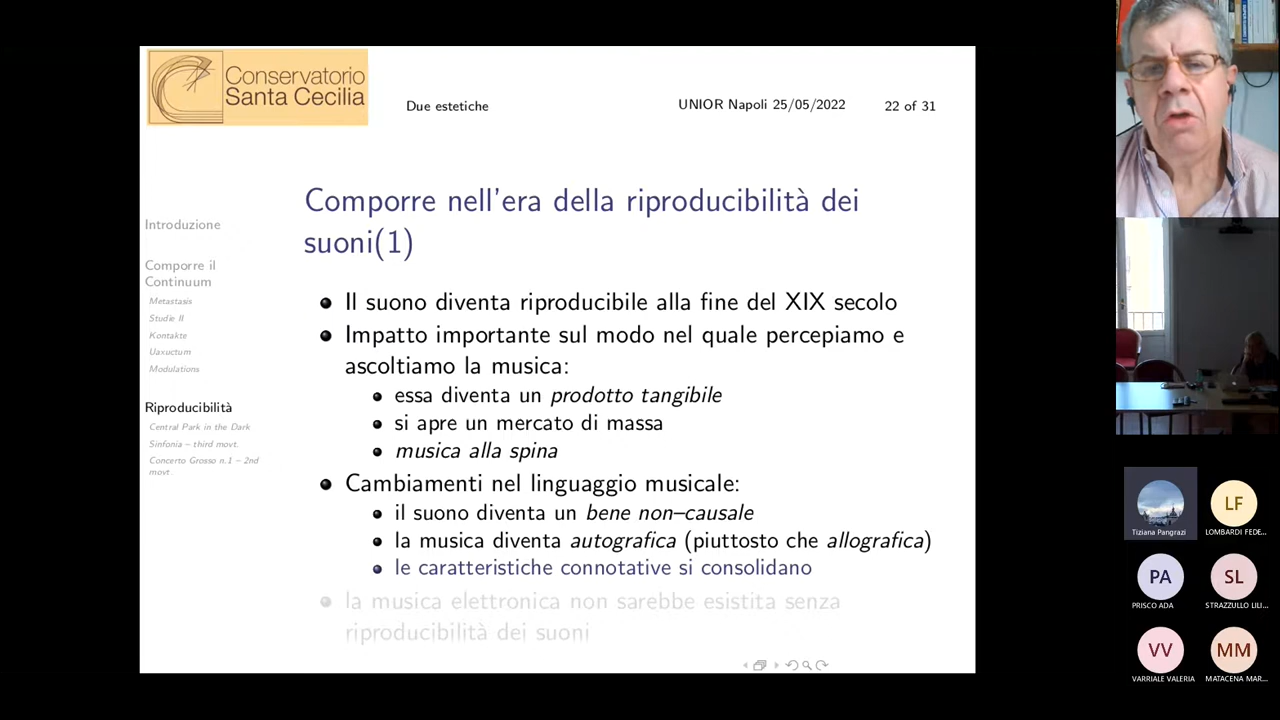 Conservatorio
Santa Cecilia
Due estetiche
UNIOR Napoli 25/05/2022
22 of 31
Introduzione
Comporre il
Continuum
Metastasis
Studie II
Kontakte
Uaxuctum
Modulations
Riproducibilità
Central Park in the Dark
Sinfonia – third movt.
Concerto Grosso n.1 – 2nd
movt
Comporre nell'era della riproducibilità dei
suoni(1)
Il suono diventa riproducibile alla fine del XIX secolo
Impatto importante sul modo nel quale percepiamo e
ascoltiamo la musica:
essa diventa un prodotto tangibile
si apre un mercato di massa
musica alla spina
Cambiamenti nel linguaggio musicale:
il suono diventa un bene non–causale
la musica diventa autografica (piuttosto che allografica)
le caratteristiche connotative si consolidano
la musica elettronica non sarebbe esistita senza
riproducibilità dei suoni
Tiziana Pangrazi
LF
LOMBARDI FEDE...
PA
PRISCO ADA
SL
STRAZZULLO LILI...
VV
VARRIALE VALERIA
MM
MATACENA MAR...